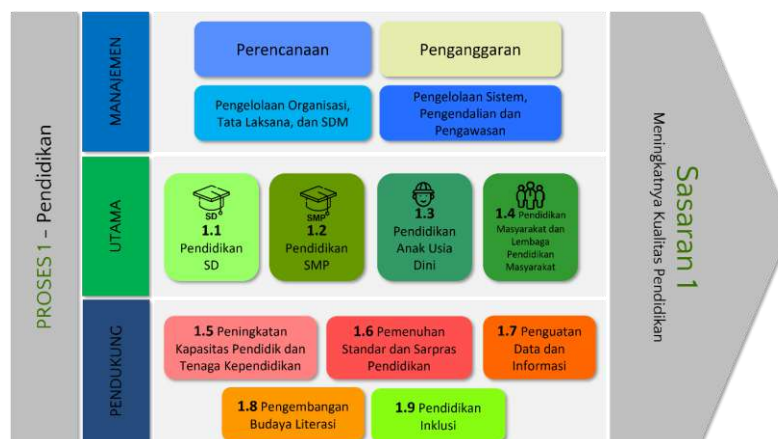 PROSES 1 – Pendidikan
MANAJEMEN
Perencanaan
Penganggaran
Pengelolaan Organisasi,
Tata Laksana, dan SDM
Pengelolaan Sistem,
Pengendalian dan
Pengawasan
UTAMA
SD
1.1
Pendidikan
SD
SMP
1.2
Pendidikan
SMP
1.3
Pendidikan
Anak Usia
Dini
1.4 Pendidikan
Masyarakat dan
Lembaga
Pendidikan
Masyarakat
PENDUKUNG
1.5 Peningkatan
Kapasitas Pendidik dan
Tenaga Kependidikan
1.6 Pemenuhan
Standar dan Sarpras
Pendidikan
1.7 Penguatan
Data dan
Informasi
1.8 Pengembangan
Budaya Literasi
1.9 Pendidikan
Inklusi
Sasaran 1
Meningkatnya Kualitas Pendidikan